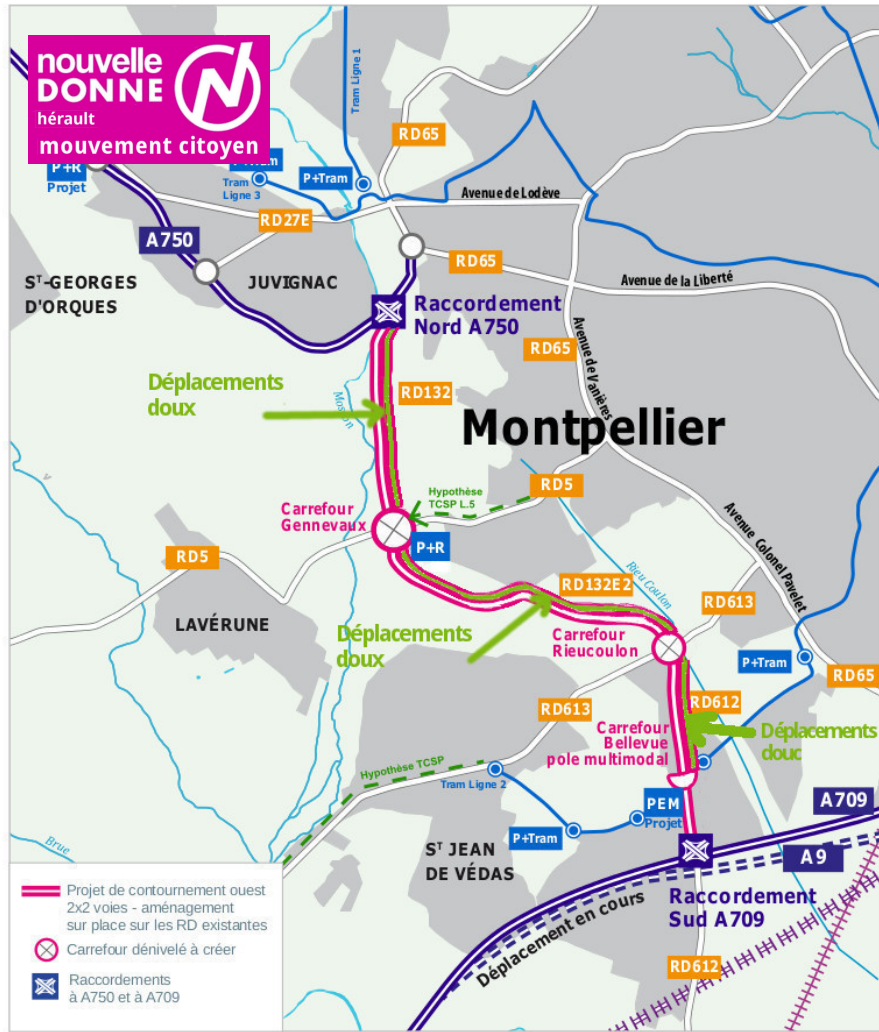 nouvelle
DONNE
hérault
mouvement citoyen
Tram Ligne 1
RD65
P+R
Projet
P+Tram
Tram
Ligne 3
P+Tram
Avenue de Lodève
RD27E
A750
RD65
Avenue de la Liberté
Sᵀ-GEORGES
D'ORQUES
JUVIGNAC
Raccordement
Nord A750
RD65
Avenue de Vanières
Déplacements
doux
RD132
Mosson
Montpellier
Hypothèse
TCSP L.5
RD5
Carrefour
Gennevaux
P+R
Avenue Colonel Pavelet
RD5
RD132E2
Rieu Coulon
RD613
LAVÉRUNE
Déplacements
doux
Carrefour
Rieucoulon
P+Tram
RD65
RD613
RD612
Carrefour
Bellevue
pole multimodal
Déplacements
douc
Hypothèse TCSP
Tram Ligne 2
PEM
Projet
P+Tram
A709
A9
Brue
Sᵀ JEAN
DE VÉDAS
Raccordement
Sud A709
Déplacement en cours
RD612
Projet de contournement ouest
2x2 voies - aménagement
sur place sur les RD existantes
Carrefour dénivelé à créer
Raccordements
à A750 et à A709